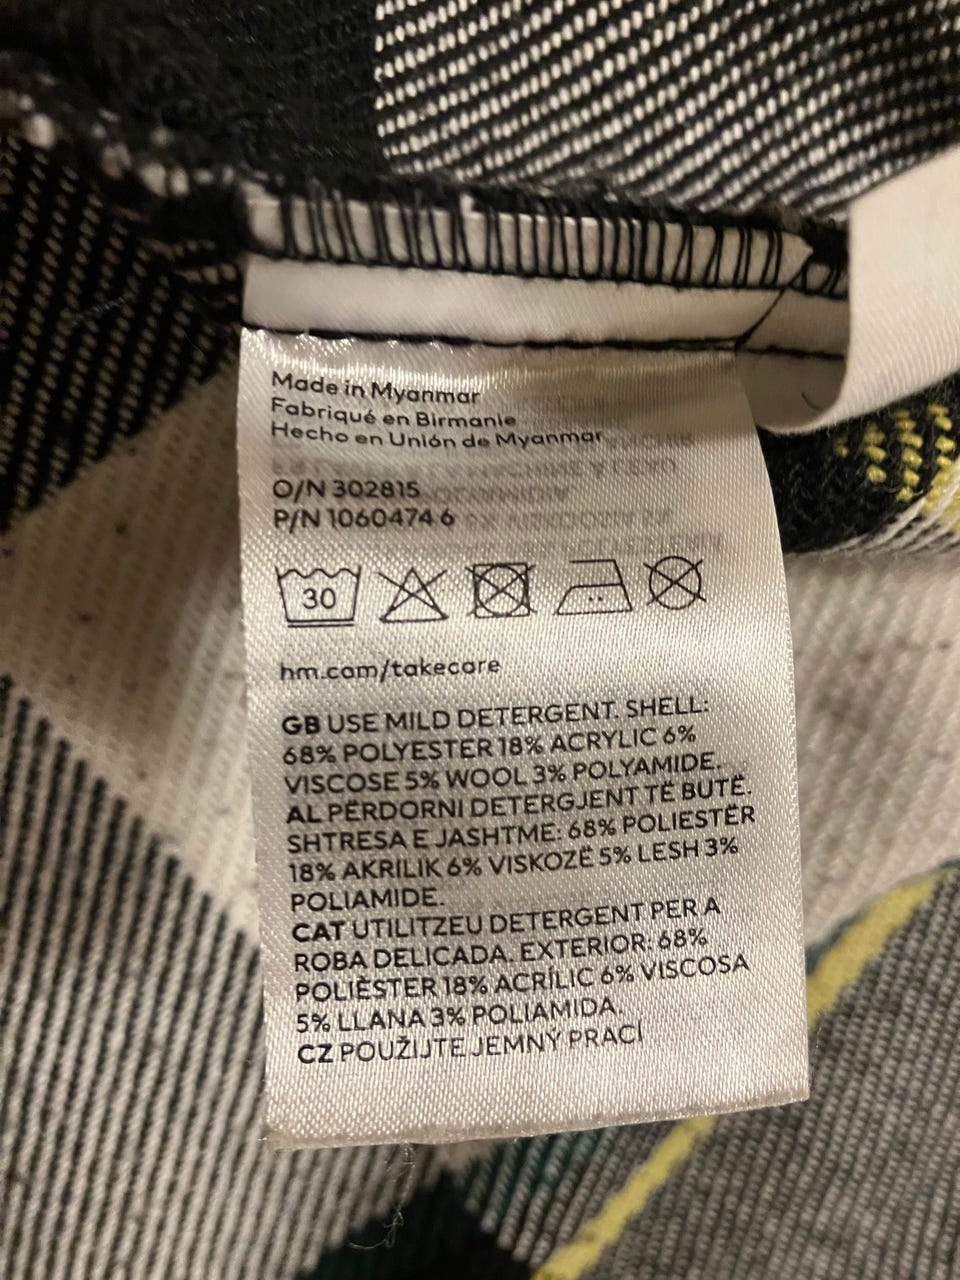 Made in Myanmar
Fabriqué en Birmanie
Hecho en Unión de Myanmar
O/N 302815
P/N 1060474 6
30
hm.com/takecare
GB USE MILD DETERGENT. SHELL:
68% POLYESTER 18% ACRYLIC 6%
VISCOSE 5% WOOL 3% POLYAMIDE.
AL PËRDORNI DETERGJENT TË BUTË.
SHTRESA E JASHTME: 68% POLIESTËR
18% AKRILIK 6% VISKOZË 5% LESH 3%
POLIAMIDE.
CAT UTILITZEU DETERGENT PER A
ROBA DELICADA. EXTERIOR: 68%
POLIÈSTER 18% ACRÍLIC 6% VISCOSA
5% LLANA 3% POLIAMIDA.
CZ POUŽIJTE JEMNÝ PRACÍ